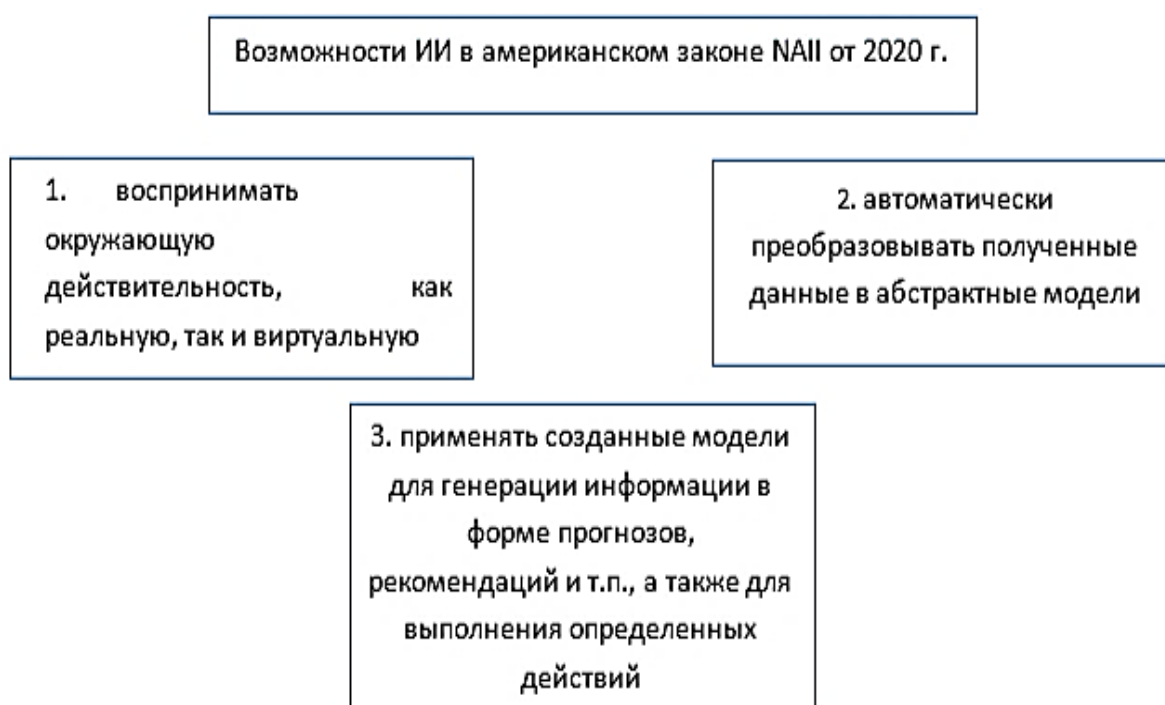 Возможности ИИ в американском законе NAII от 2020 г.
1. воспринимать
окружающую
действительность, как
реальную, так и виртуальную
2. автоматически
преобразовывать полученные
данные в абстрактные модели
3. применять созданные модели
для генерации информации в
форме прогнозов,
рекомендаций и т.п., а также для
выполнения определенных
действий